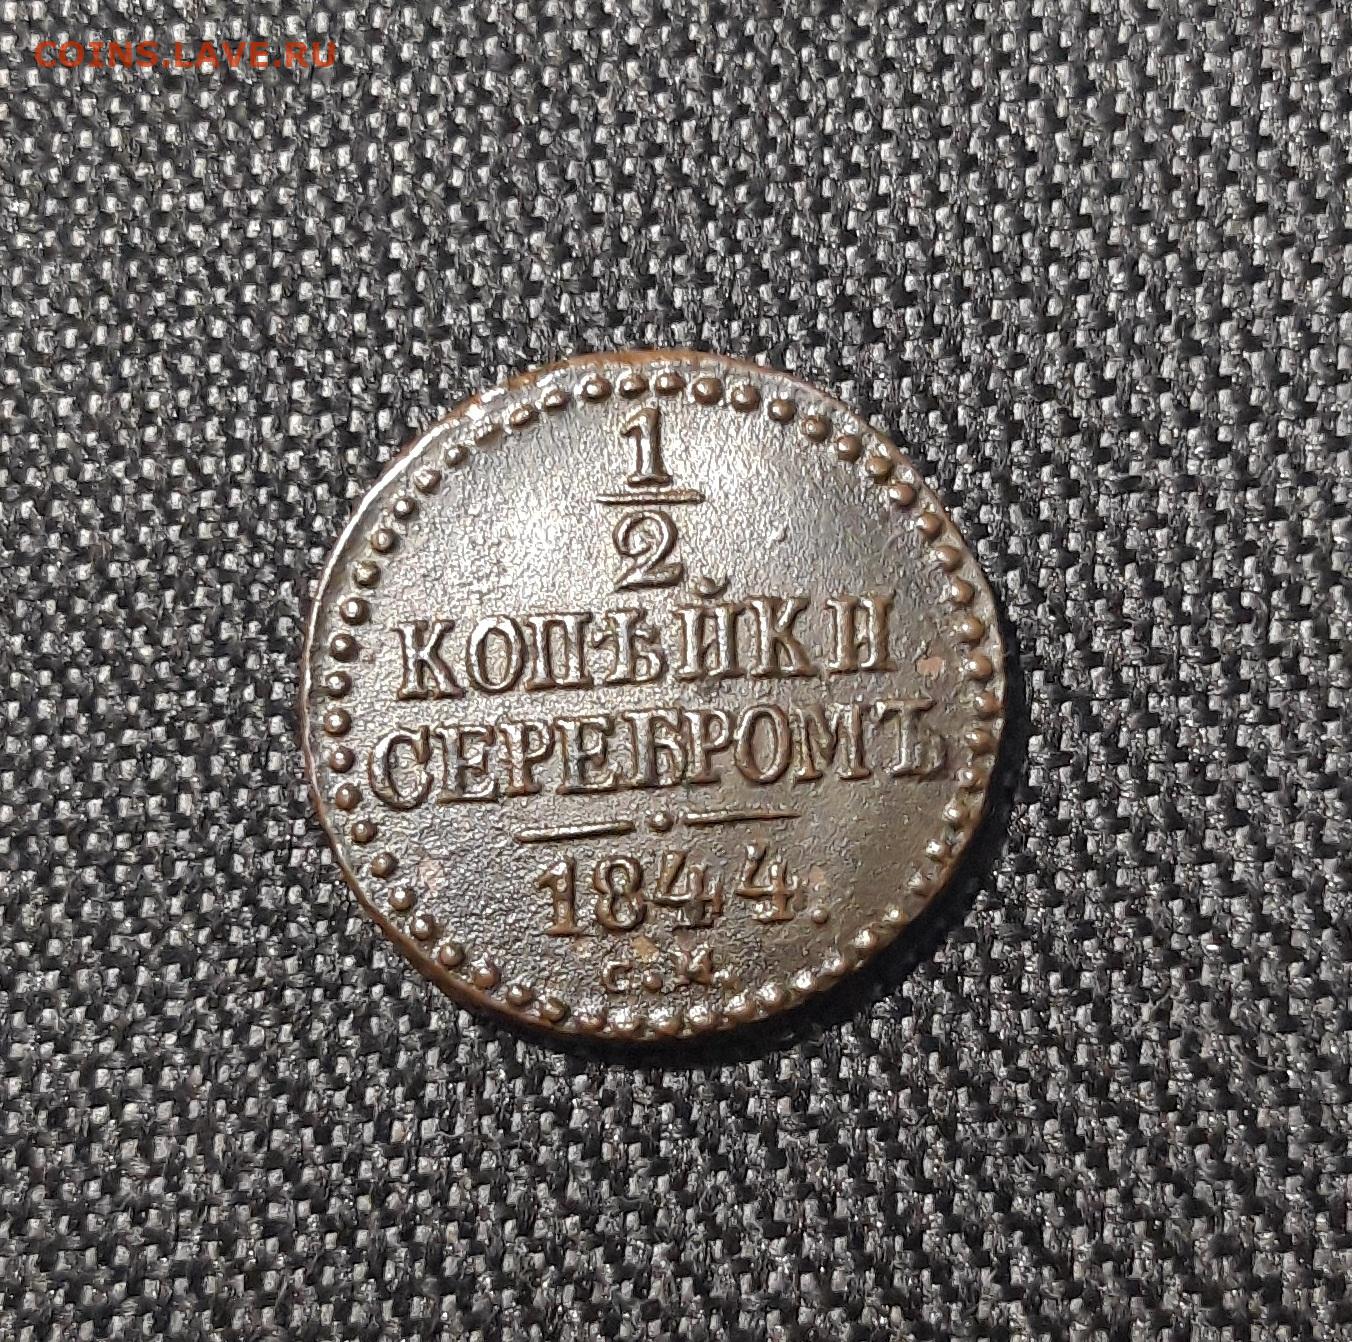 COINS.LAVE.RU
1
2
КОПѢЙКИ
СЕРЕБРОМЪ
1844.
С.М.